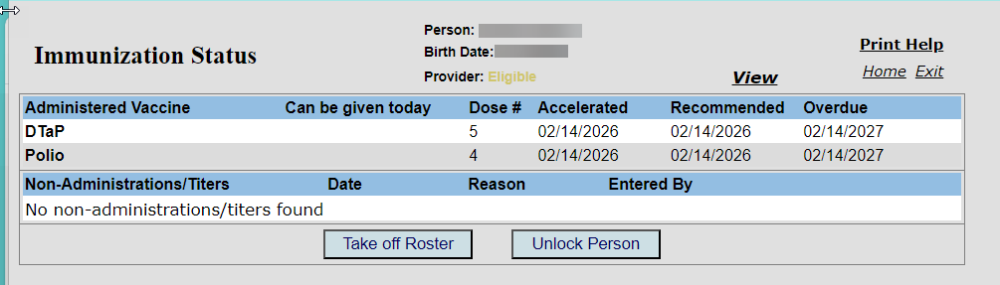 Immunization Status
Person:
Birth Date:
Provider: Eligible
View
Print Help
Home Exit
Administered Vaccine Can be given today Dose # Accelerated Recommended Overdue
DTaP 5 02/14/2026 02/14/2026 02/14/2027
Polio 4 02/14/2026 02/14/2026 02/14/2027
Non-Administrations/Titers Date Reason Entered By
No non-administrations/titers found
Take off Roster Unlock Person